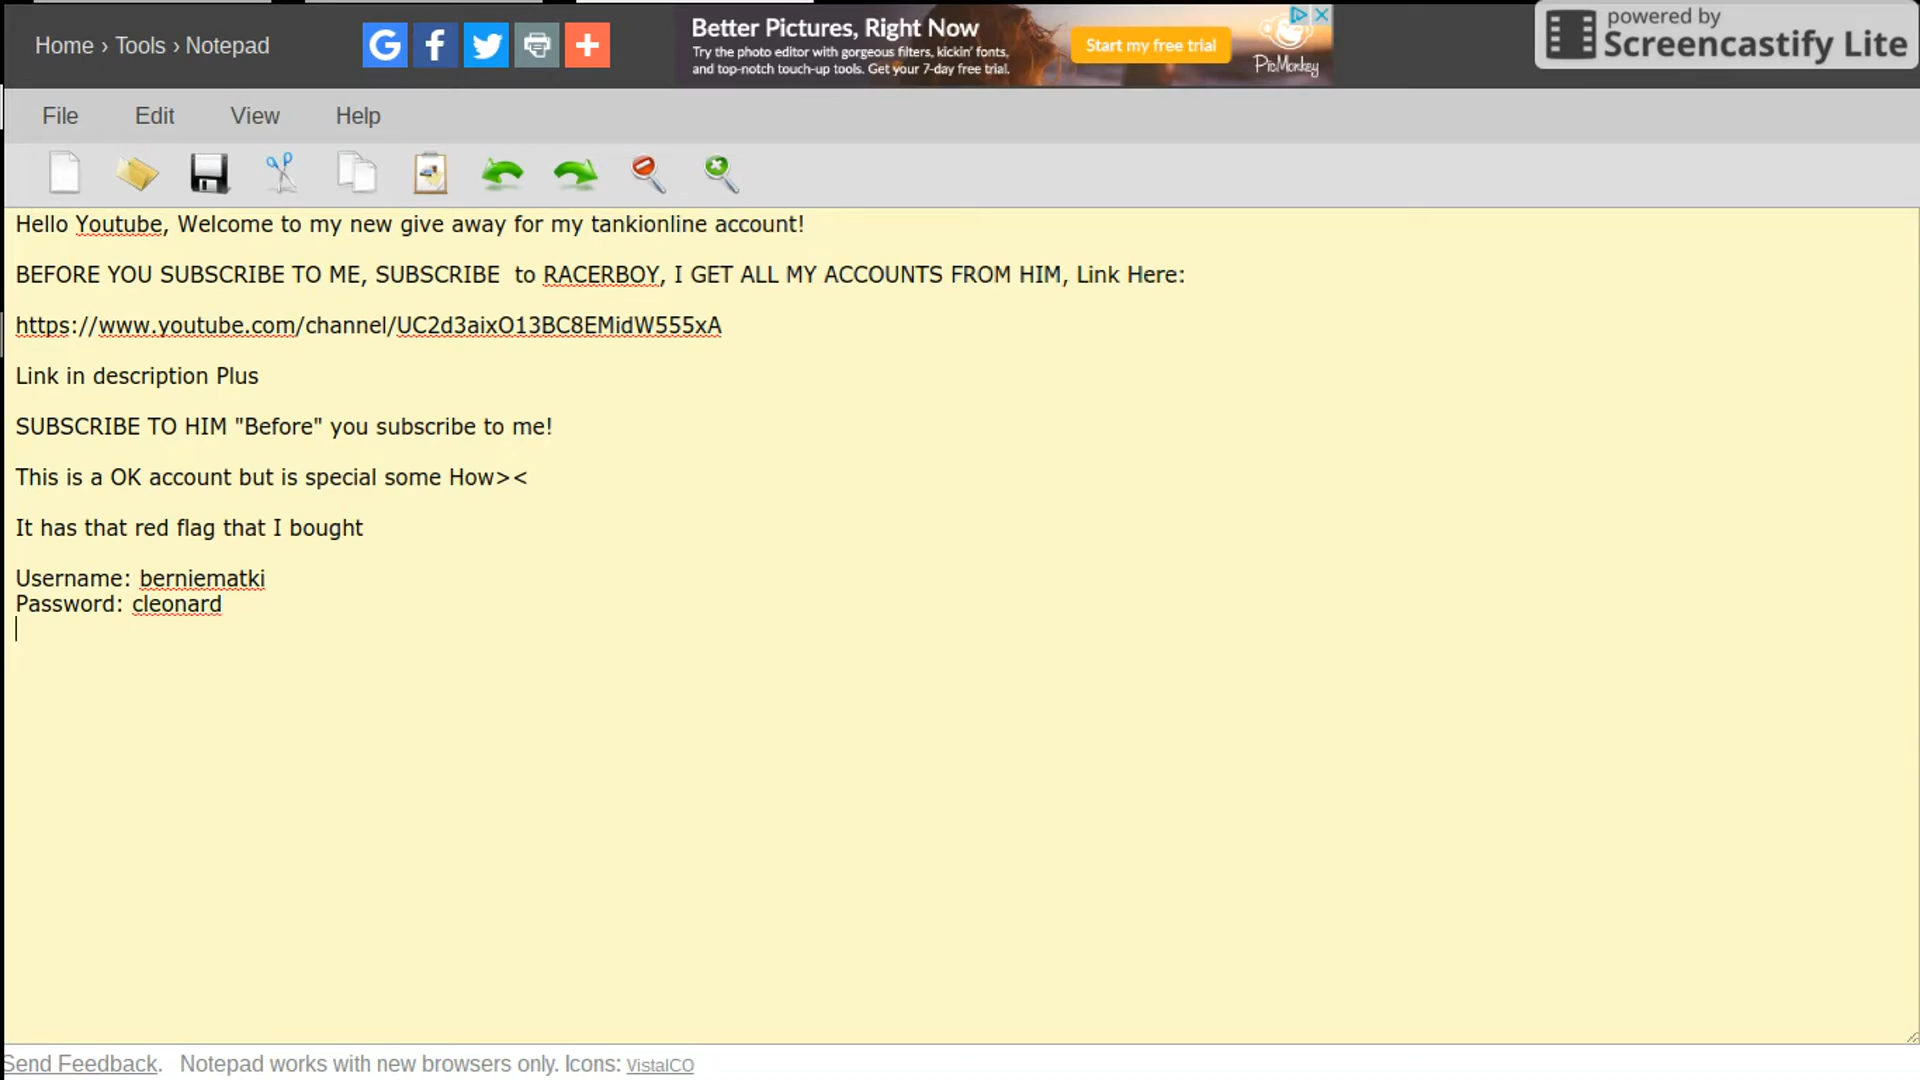 Home › Tools › Notepad
Better Pictures, Right Now
Try the photo editor with gorgeous filters, kickin' fonts,
and top-notch touch-up tools. Get your 7-day free trial.
Start my free trial
PicMonkey
powered by
Screencastify Lite
File Edit View Help
Hello Youtube, Welcome to my new give away for my tankionline account!
BEFORE YOU SUBSCRIBE TO ME, SUBSCRIBE  to RACERBOY, I GET ALL MY ACCOUNTS FROM HIM, Link Here:
https://www.youtube.com/channel/UC2d3aixO13BC8EMidW555xA
Link in description Plus
SUBSCRIBE TO HIM "Before" you subscribe to me!
This is a OK account but is special some How><
It has that red flag that I bought
Username: berniematki
Password: cleonard
Send Feedback. Notepad works with new browsers only. Icons: VistaICO